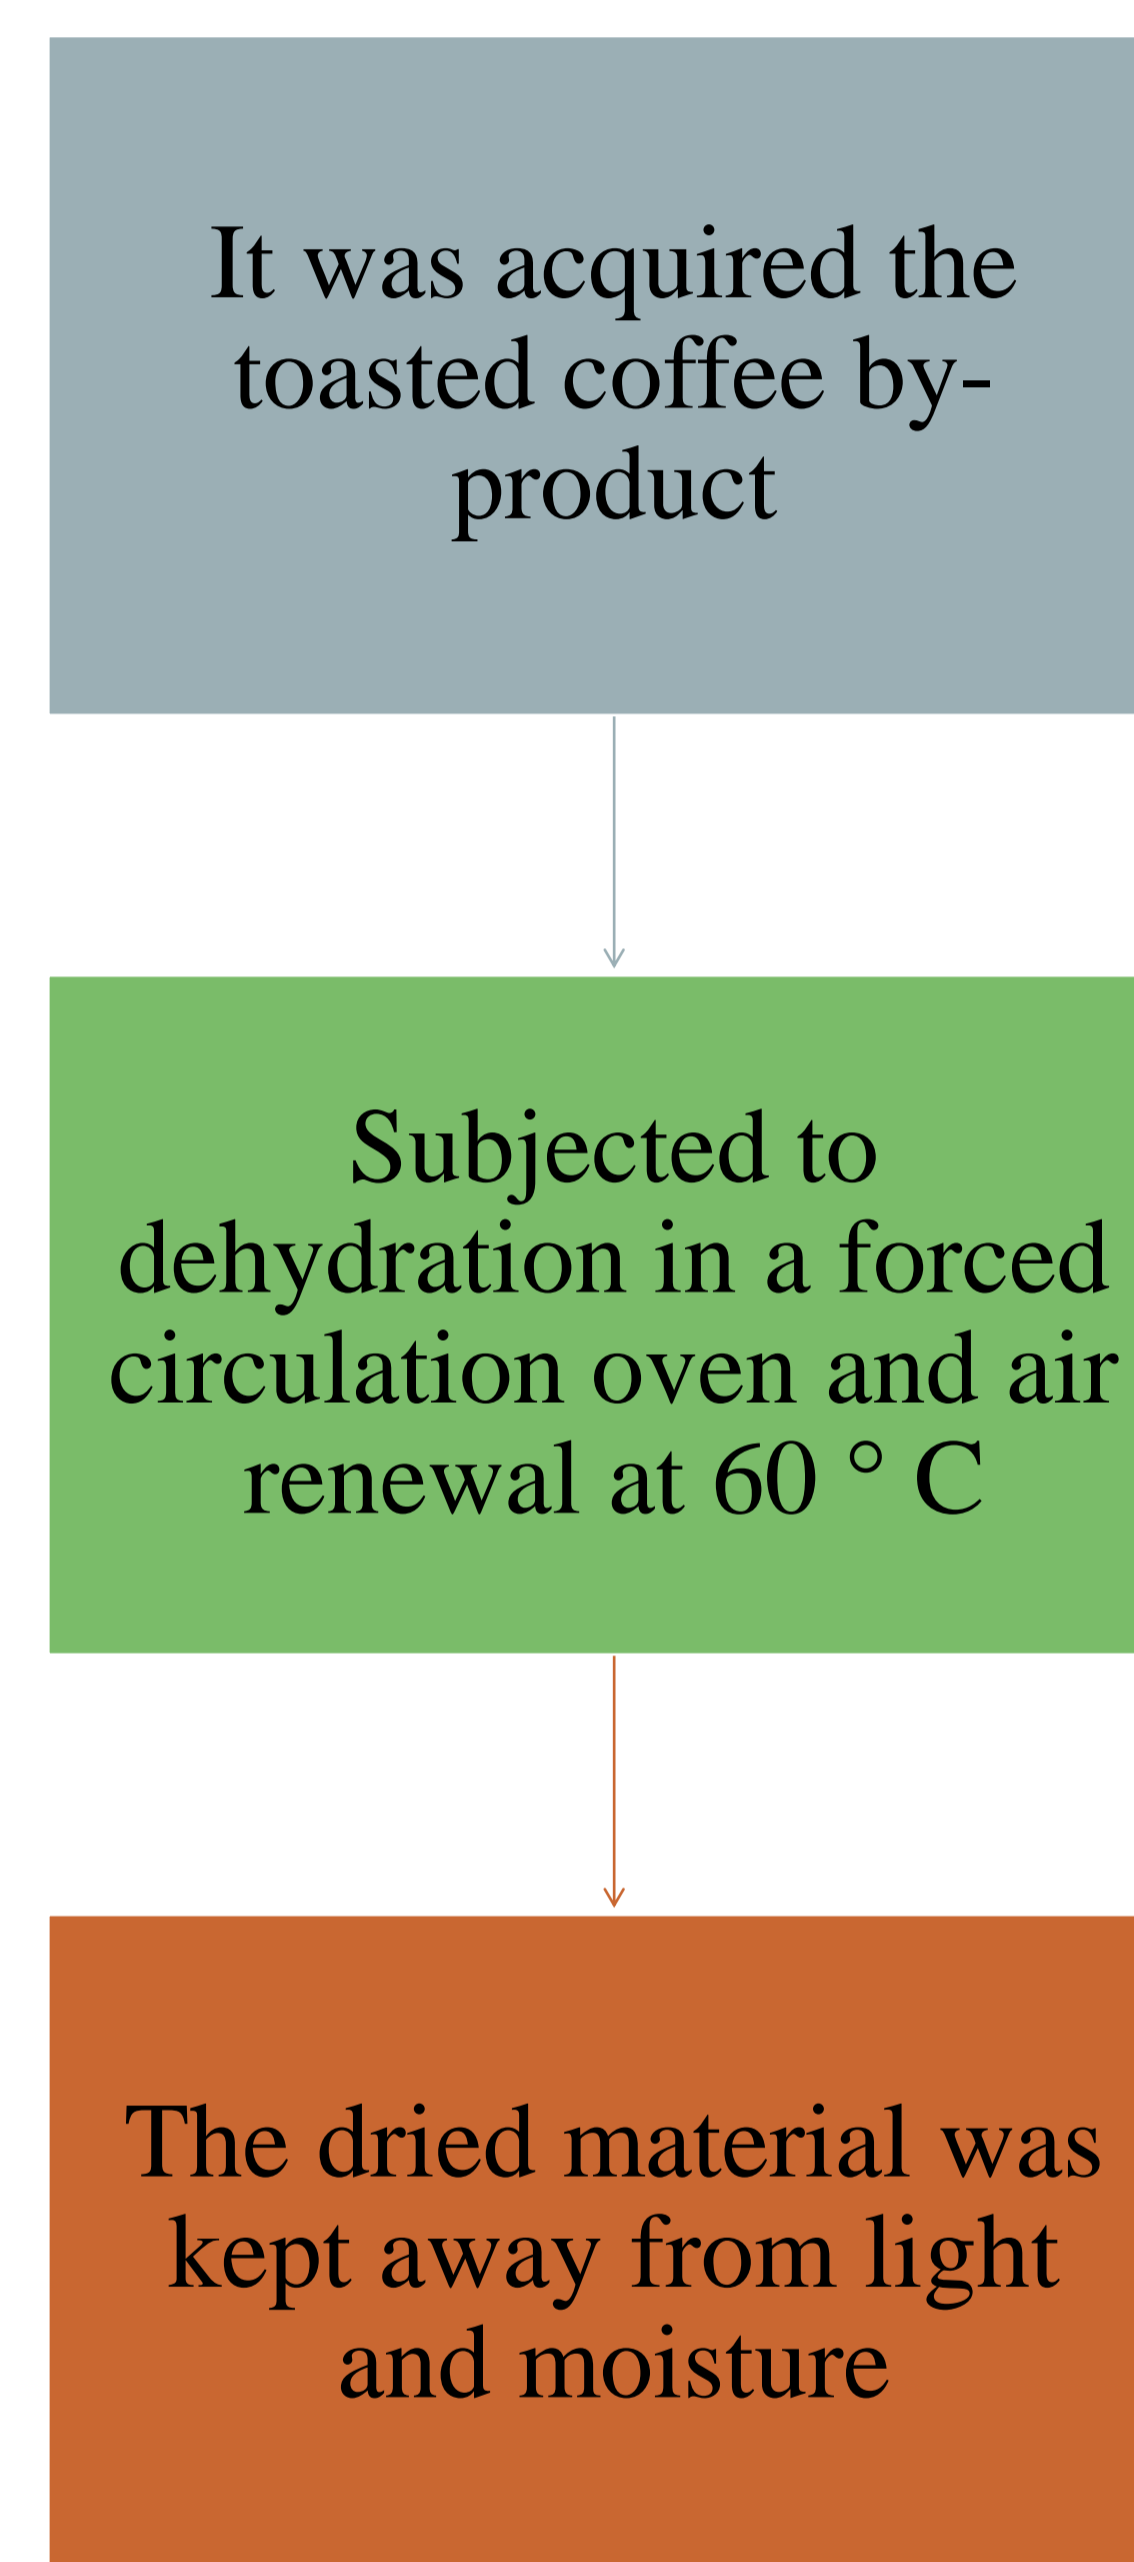 It was acquired the
toasted coffee by-
product
Subjected to
dehydration in a forced
circulation oven and air
renewal at 60 ° C
The dried material was
kept away from light
and moisture